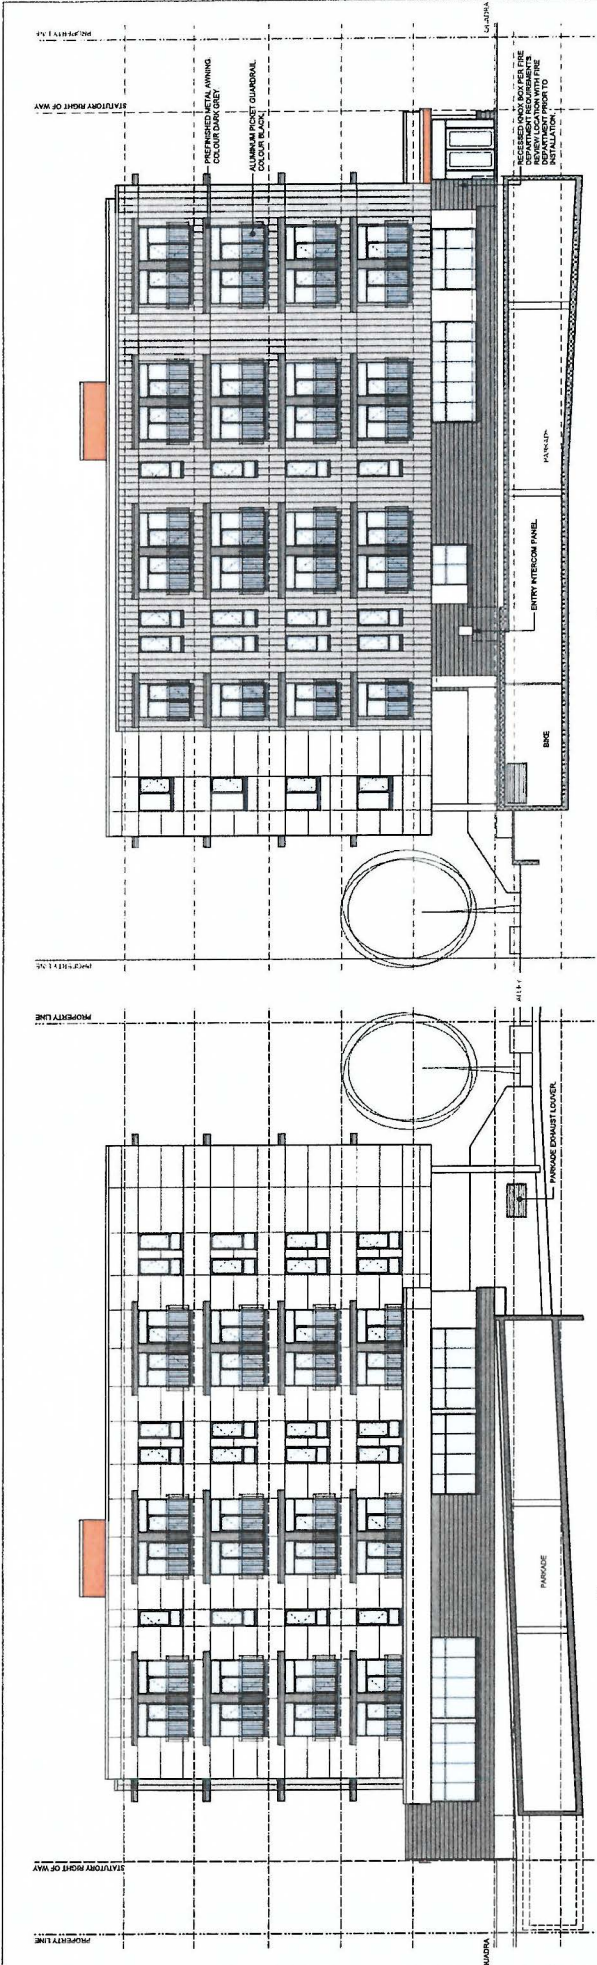 PROPERTY LINE
STATUTORY RIGHT OF WAY
QUADRA
PREFINISHED METAL AWNING.
COLOUR DARK GREY
ALUMINUM PICKET GUARDRAIL.
COLOUR BLACK.
RECESSED KNOX BOX PER FIRE
DEPARTMENT REQUIREMENTS.
REVIEW LOCATION WITH FIRE
DEPARTMENT PRIOR TO
INSTALLATION.
PARKADE
ENTRY INTERCOM PANEL
BIKE
PROPERTY LINE
PROPERTY LINE
ALLEY
PARKADE EXHAUST LOUVER.
PARKADE
STATUTORY RIGHT OF WAY
PROPERTY LINE
QUADRA